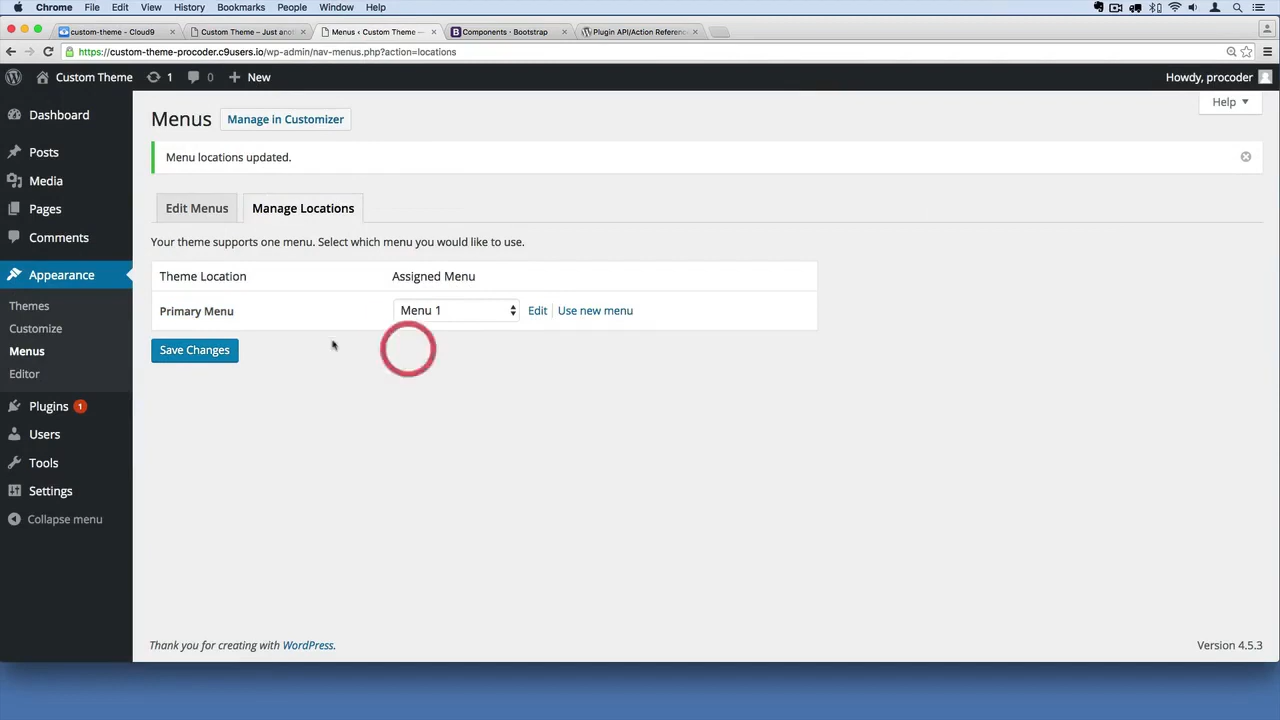 Chrome File Edit View History Bookmarks People Window Help
custom-theme - Cloud9
Custom Theme – Just anot
Menus ‹ Custom Theme —
Components · Bootstrap
Plugin API/Action Referenc
https://custom-theme-procoder.c9users.io/wp-admin/nav-menus.php?action=locations
Custom Theme 1 0 New
Howdy, procoder
Help
Dashboard
Posts
Media
Pages
Comments
Appearance
Themes
Customize
Menus
Editor
Plugins 1
Users
Tools
Settings
Collapse menu
Menus Manage in Customizer
Menu locations updated.
Edit Menus Manage Locations
Your theme supports one menu. Select which menu you would like to use.
Theme Location Assigned Menu
Primary Menu Menu 1 Edit Use new menu
Save Changes
Thank you for creating with WordPress.
Version 4.5.3